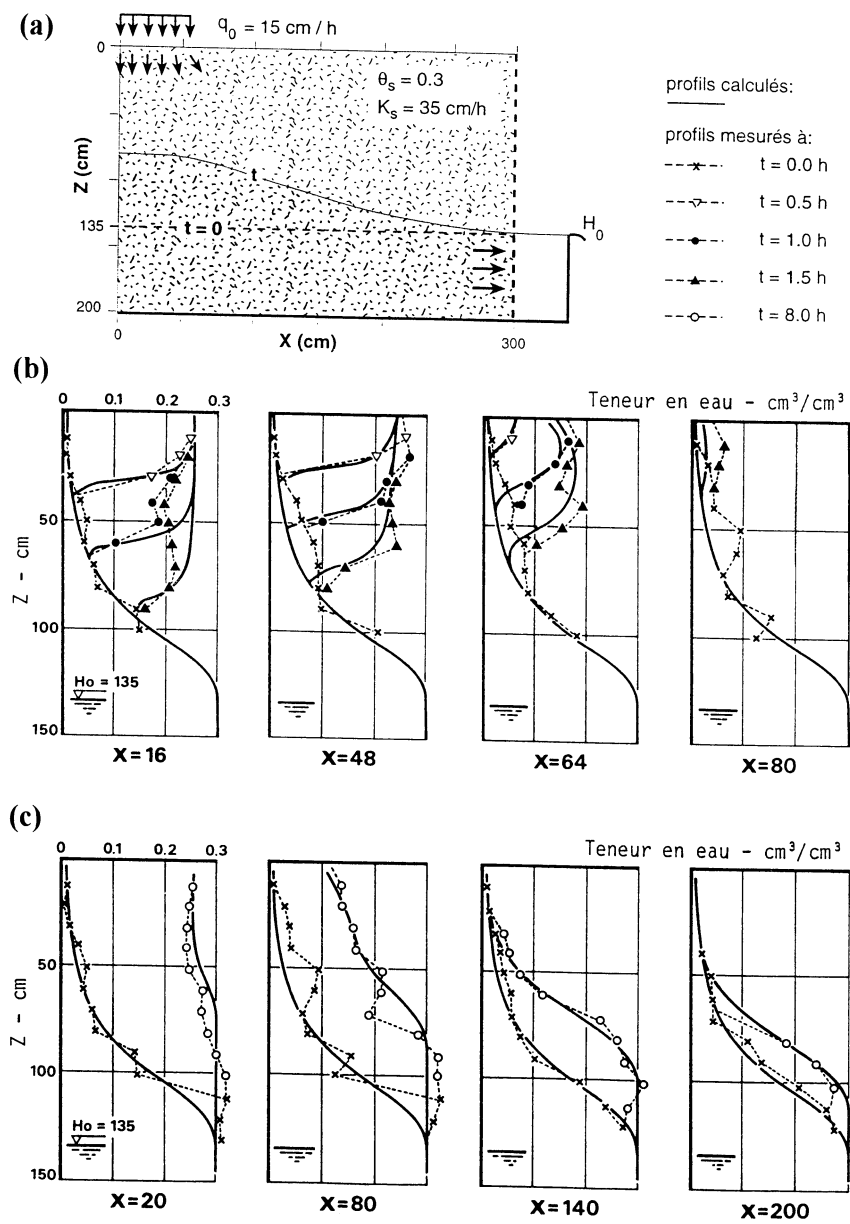 (a)
q₀ = 15 cm / h
0
θₛ = 0.3
Kₛ = 35 cm/h
Z (cm)
t
135
t = 0
H₀
200
0
X (cm)
300
profils calculés:
profils mesurés à:
t = 0.0 h
t = 0.5 h
t = 1.0 h
t = 1.5 h
t = 8.0 h
(b)
Teneur en eau - cm³/cm³
0 0.1 0.2 0.3
Z - cm
50
100
150
Ho = 135
X=16
X=48
X=64
X=80
(c)
Teneur en eau - cm³/cm³
0 0.1 0.2 0.3
Z - cm
50
100
150
Ho = 135
X=20
X=80
X=140
X=200